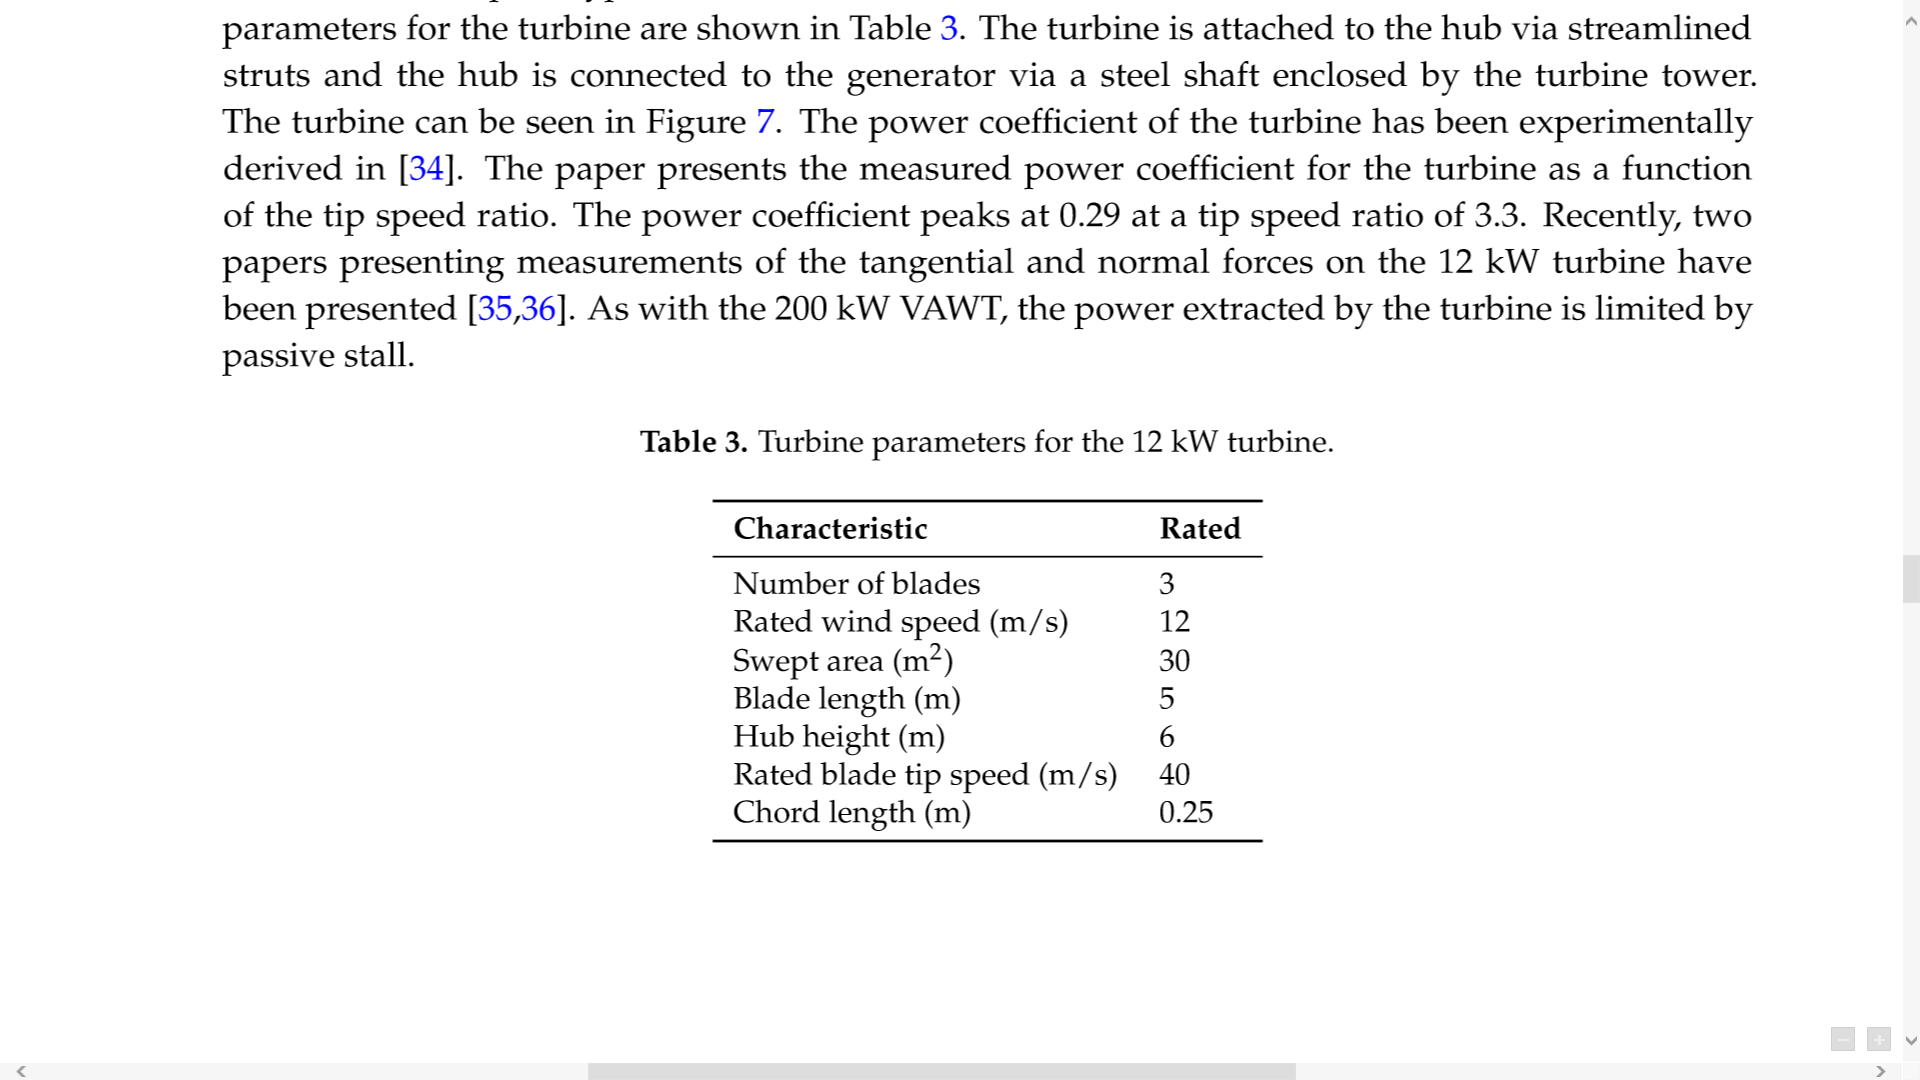 parameters for the turbine are shown in Table 3. The turbine is attached to the hub via streamlined
struts and the hub is connected to the generator via a steel shaft enclosed by the turbine tower.
The turbine can be seen in Figure 7. The power coefficient of the turbine has been experimentally
derived in [34]. The paper presents the measured power coefficient for the turbine as a function
of the tip speed ratio. The power coefficient peaks at 0.29 at a tip speed ratio of 3.3. Recently, two
papers presenting measurements of the tangential and normal forces on the 12 kW turbine have
been presented [35,36]. As with the 200 kW VAWT, the power extracted by the turbine is limited by
passive stall.
Table 3. Turbine parameters for the 12 kW turbine.
Characteristic Rated
Number of blades 3
Rated wind speed (m/s) 12
Swept area (m²) 30
Blade length (m) 5
Hub height (m) 6
Rated blade tip speed (m/s) 40
Chord length (m) 0.25